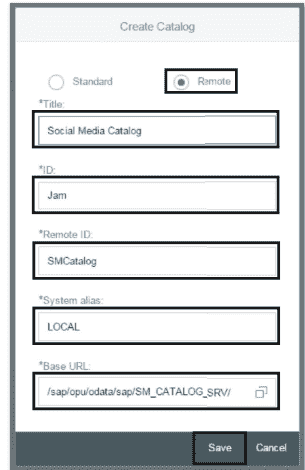 Create Catalog
Standard Remote
*Title:
Social Media Catalog
*ID:
Jam
*Remote ID:
SMCatalog
*System alias:
LOCAL
*Base URL:
/sap/opu/odata/sap/SM_CATALOG_SRV/
Save Cancel